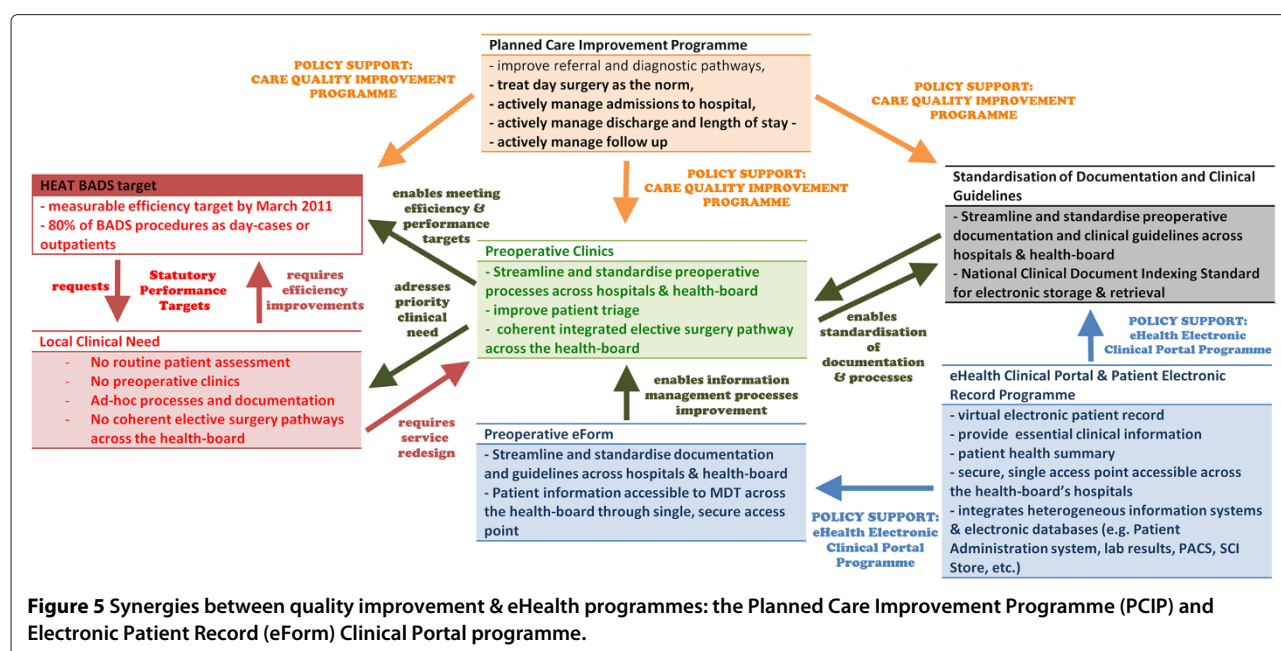 Planned Care Improvement Programme
- improve referral and diagnostic pathways,
- treat day surgery as the norm,
- actively manage admissions to hospital,
- actively manage discharge and length of stay -
- actively manage follow up
POLICY SUPPORT:
CARE QUALITY IMPROVEMENT
PROGRAMME
POLICY SUPPORT:
CARE QUALITY IMPROVEMENT
PROGRAMME
POLICY SUPPORT:
CARE QUALITY IMPROVEMENT
PROGRAMME
HEAT BADS target
- measurable efficiency target by March 2011
- 80% of BADS procedures as day-cases or
outpatients
enables meeting
efficiency &
performance
targets
Standardisation of Documentation and Clinical
Guidelines
- Streamline and standardise preoperative
documentation and clinical guidelines across
hospitals & health-board
- National Clinical Document Indexing Standard
for electronic storage & retrieval
Preoperative Clinics
- Streamline and standardise preoperative
processes across hospitals & health-board
- improve patient triage
- coherent integrated elective surgery pathway
across the health-board
requests
Statutory
Performance
Targets
requires
efficiency
improvements
adresses
priority
clinical
need
enables
standardisation
of
documentation
& processes
POLICY SUPPORT:
eHealth Electronic
Clinical Portal Programme
Local Clinical Need
- No routine patient assessment
- No preoperative clinics
- Ad-hoc processes and documentation
- No coherent elective surgery pathways
across the health-board
requires
service
redesign
enables information
management processes
improvement
Preoperative eForm
- Streamline and standardise documentation
and guidelines across hospitals & health-board
- Patient information accessible to MDT across
the health-board through single, secure access
point
POLICY SUPPORT:
eHealth Electronic
Clinical Portal
Programme
eHealth Clinical Portal & Patient Electronic
Record Programme
- virtual electronic patient record
- provide essential clinical information
- patient health summary
- secure, single access point accessible across
the health-board's hospitals
- integrates heterogeneous information systems
& electronic databases (e.g. Patient
Administration system, lab results, PACS, SCI
Store, etc.)
Figure 5 Synergies between quality improvement & eHealth programmes: the Planned Care Improvement Programme (PCIP) and
Electronic Patient Record (eForm) Clinical Portal programme.